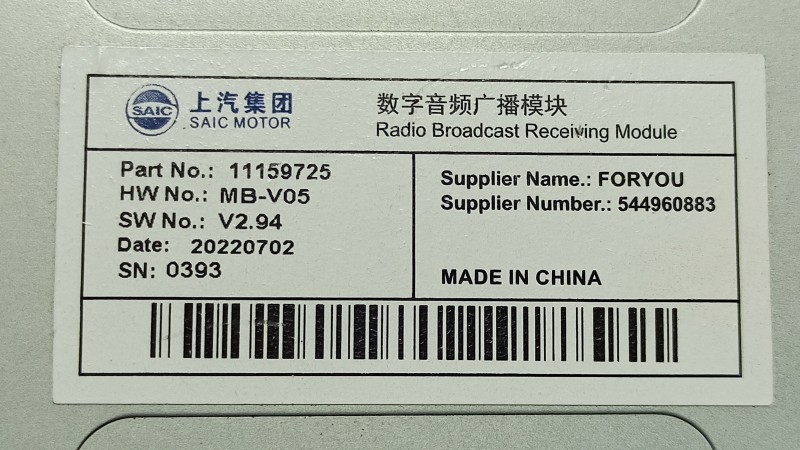 SAIC
上汽集团
SAIC MOTOR
数字音频广播模块
Radio Broadcast Receiving Module
Part No.: 11159725
HW No.: MB-V05
SW No.: V2.94
Date: 20220702
SN: 0393
Supplier Name.: FORYOU
Supplier Number.: 544960883
MADE IN CHINA